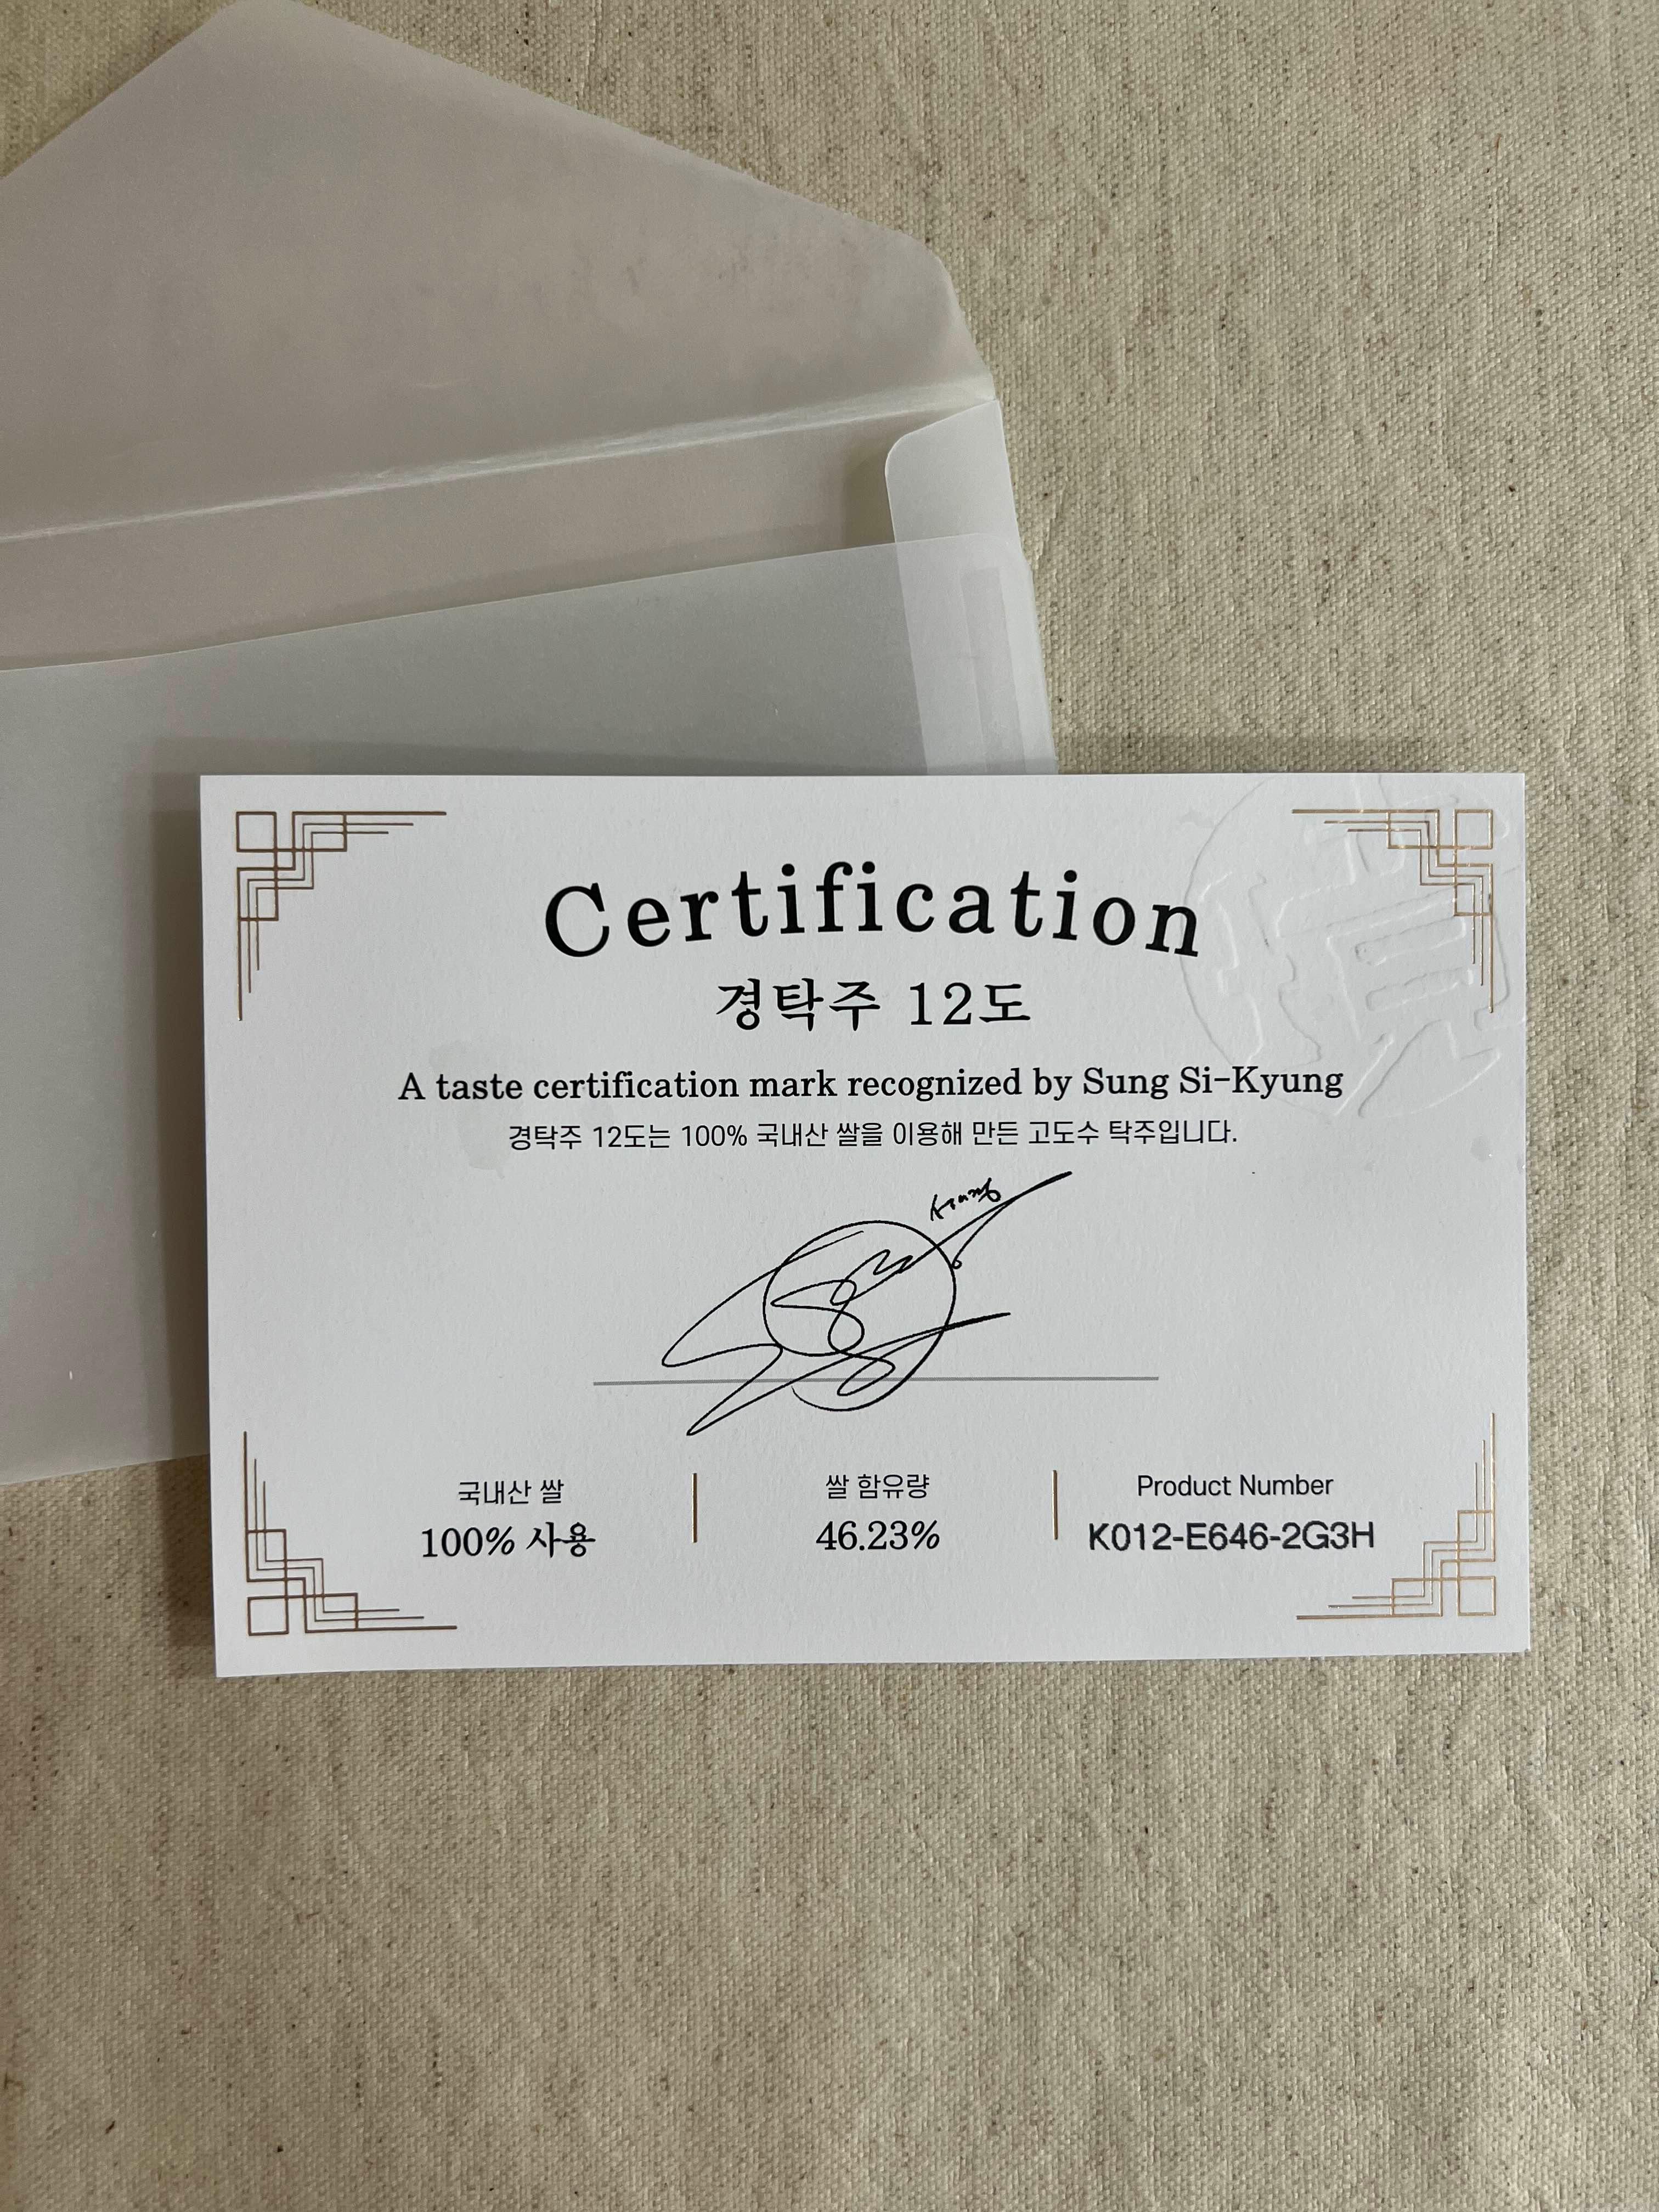 Certification
경탁주 12도
A taste certification mark recognized by Sung Si-Kyung
경탁주 12도는 100% 국내산 쌀을 이용해 만든 고도수 탁주입니다.
국내산 쌀
100% 사용
쌀 함유량
46.23%
Product Number
K012-E646-2G3H